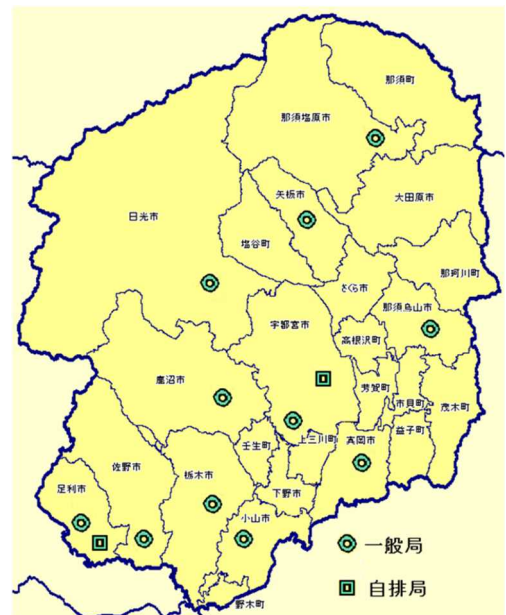 那須町
那須塩原市
矢板市
大田原市
日光市
塩谷町
那珂川町
さくら市
那須烏山市
宇都宮市
高根沢町
鹿沼市
芳賀町
市貝町
茂木町
益子町
上三川町
真岡市
壬生町
佐野市
栃木市
足利市
下野市
小山市
一般局
自排局
野木町